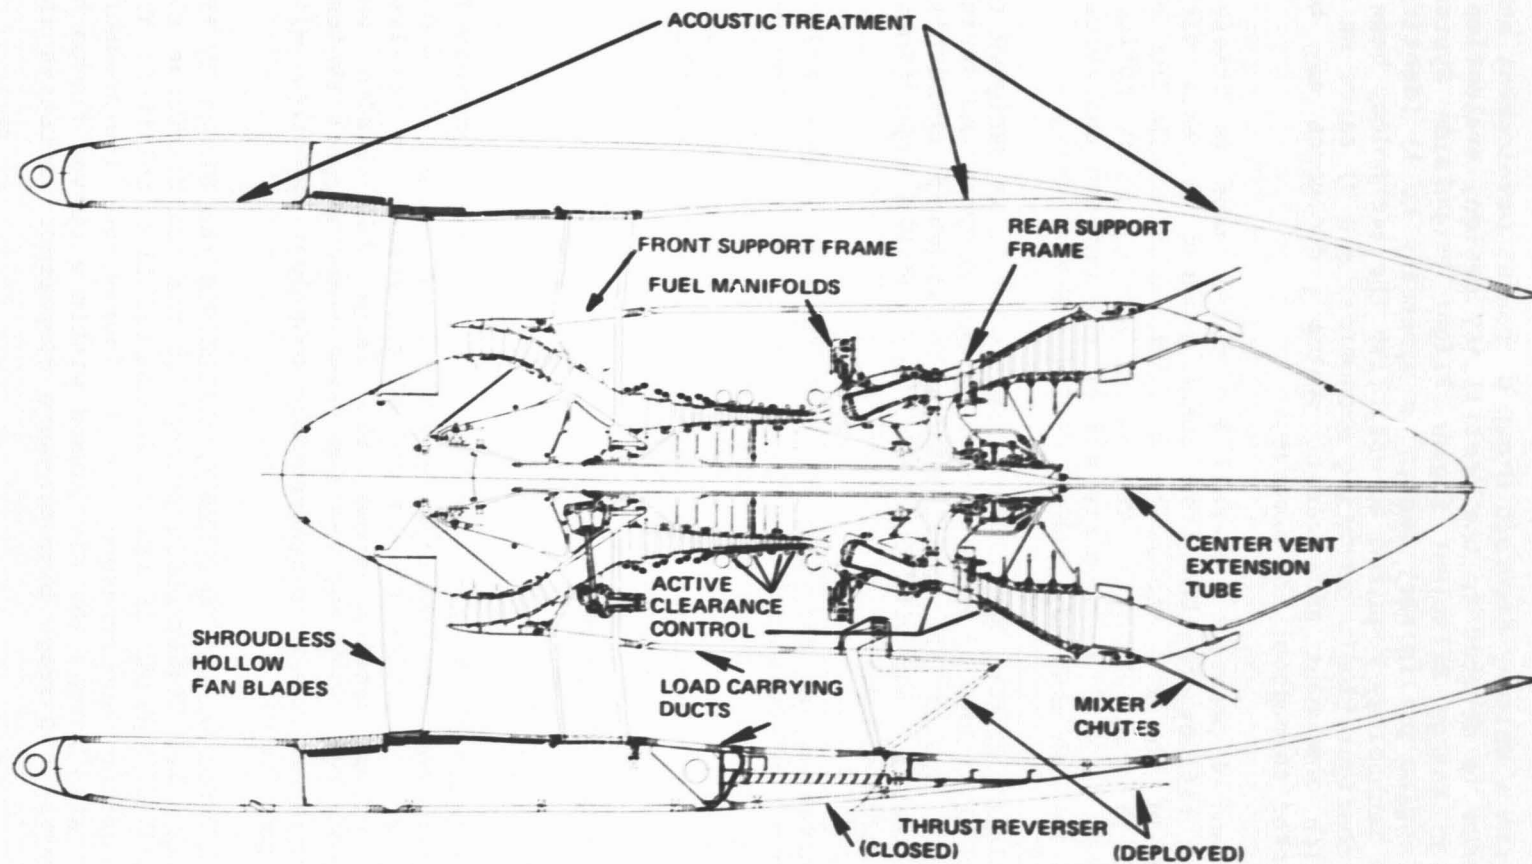 ACOUSTIC TREATMENT
FRONT SUPPORT FRAME
REAR SUPPORT
FRAME
FUEL MANIFOLDS
CENTER VENT
EXTENSION
TUBE
ACTIVE
CLEARANCE
CONTROL
SHROUDLESS
HOLLOW
FAN BLADES
LOAD CARRYING
DUCTS
MIXER
CHUTES
THRUST REVERSER
(CLOSED)
(DEPLOYED)